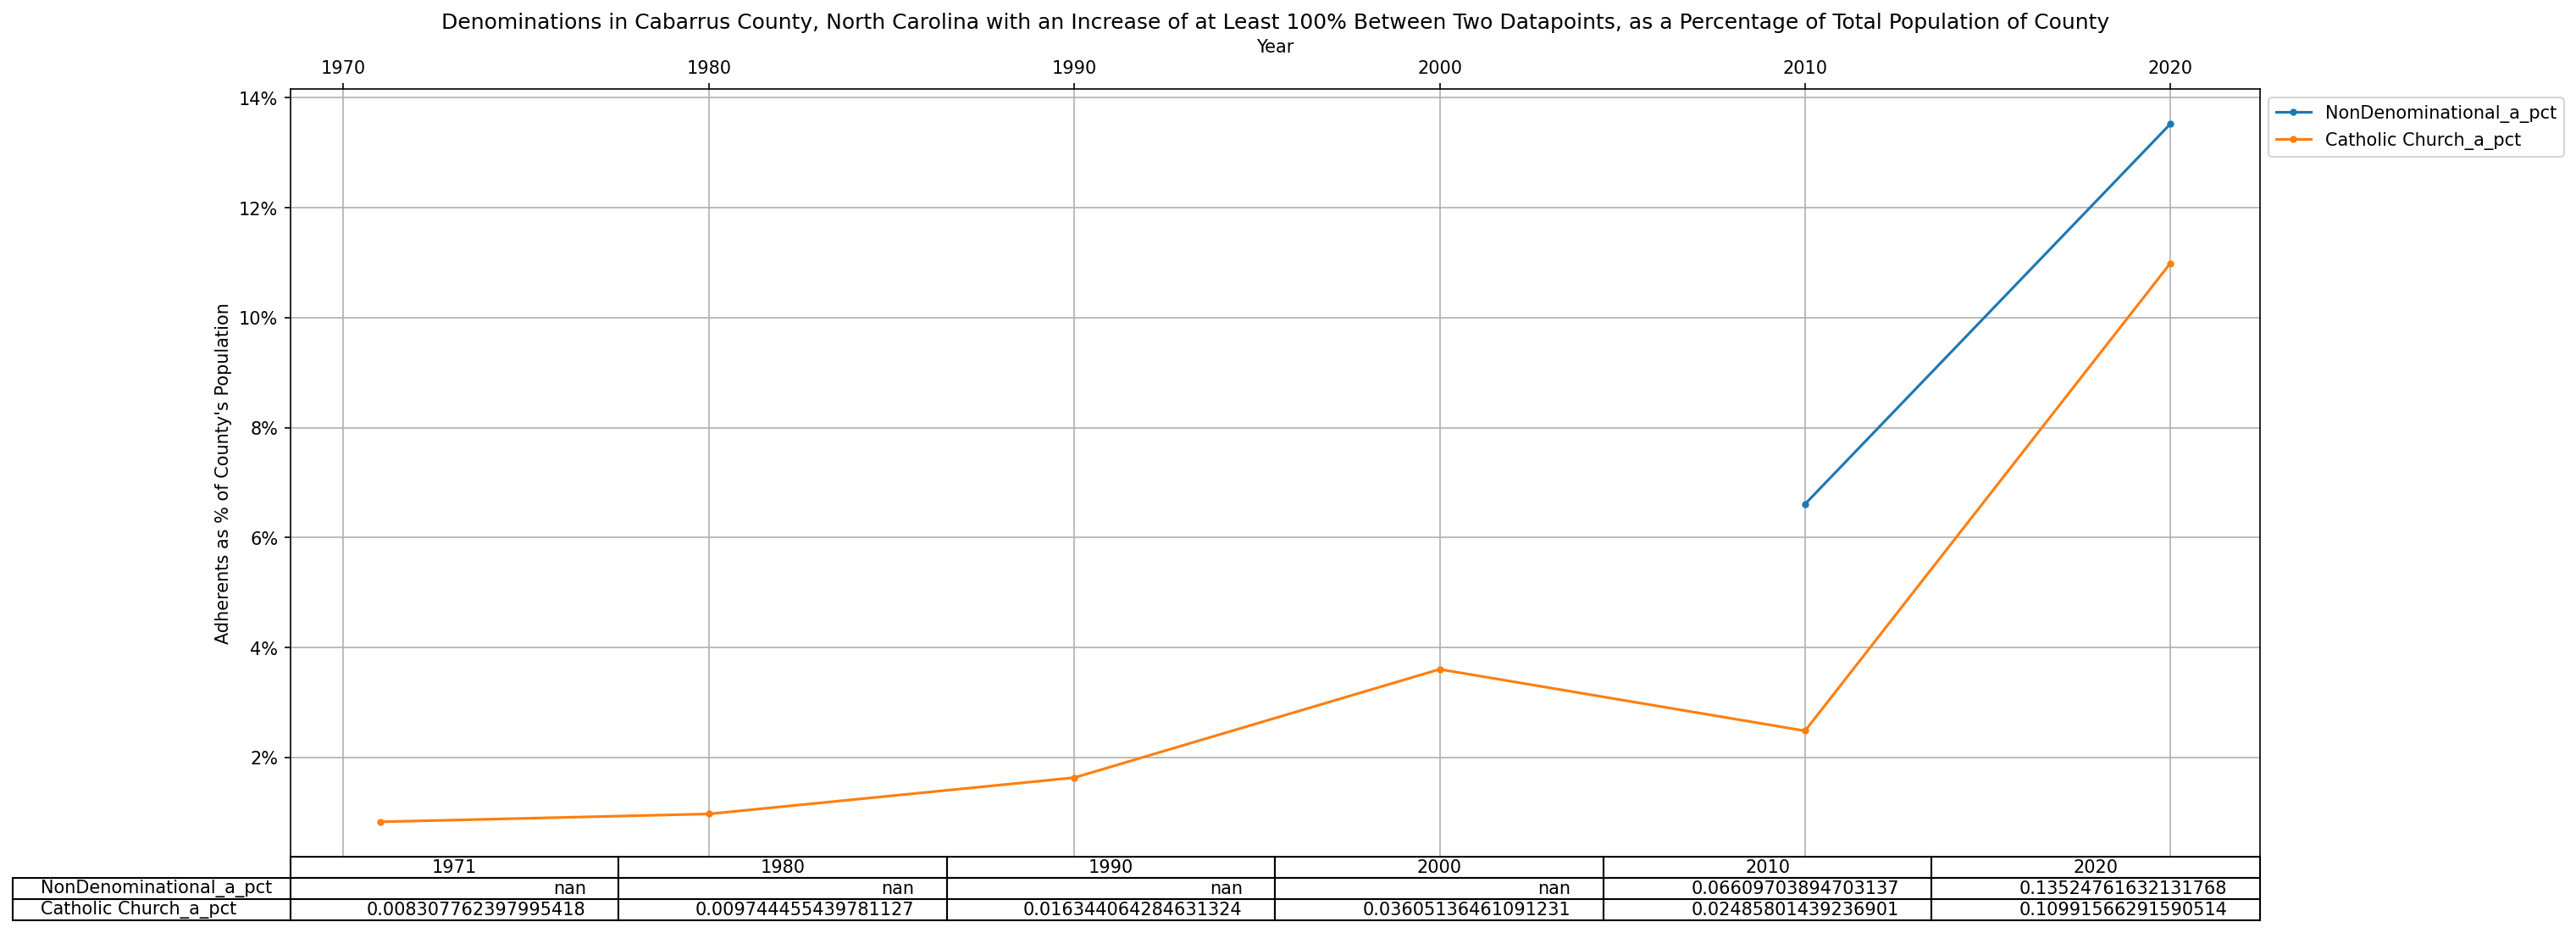 Denominations in Cabarrus County, North Carolina with an Increase of at Least 100% Between Two Datapoints, as a Percentage of Total Population of County
Year
1970 1980 1990 2000 2010 2020
14%
12%
10%
8%
6%
4%
2%
Adherents as % of County's Population
NonDenominational_a_pct
Catholic Church_a_pct
1971 1980 1990 2000 2010 2020
NonDenominational_a_pct nan nan nan nan 0.06609703894703137 0.13524761632131768
Catholic Church_a_pct 0.008307762397995418 0.009744455439781127 0.016344064284631324 0.03605136461091231 0.02485801439236901 0.10991566291590514